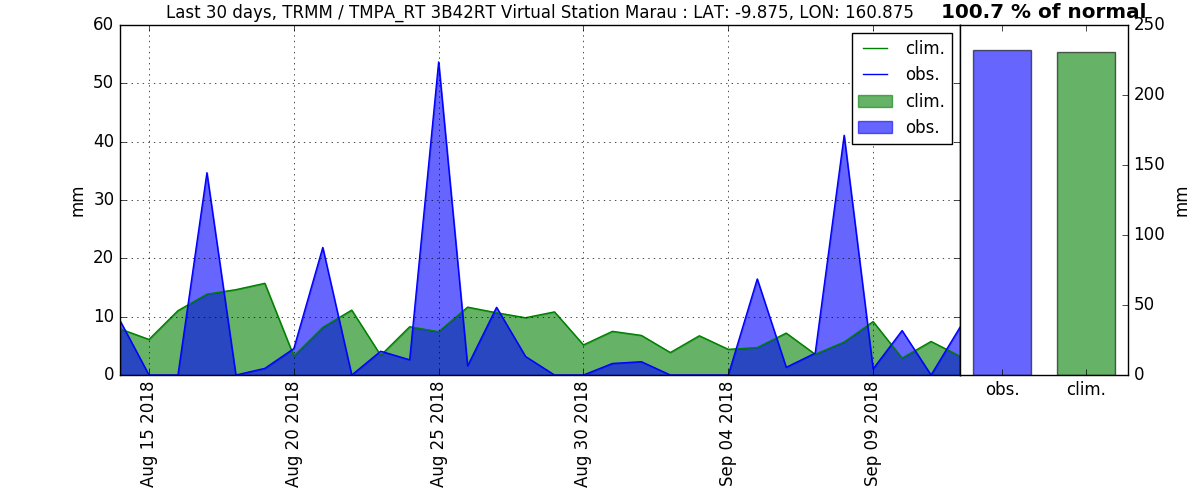 Last 30 days, TRMM / TMPA_RT 3B42RT Virtual Station Marau : LAT: -9.875, LON: 160.875
100.7 % of normal
60
50
40
30
20
10
0
mm
clim.
obs.
clim.
obs.
250
200
150
100
50
0
mm
Aug 15 2018
Aug 20 2018
Aug 25 2018
Aug 30 2018
Sep 04 2018
Sep 09 2018
obs.
clim.